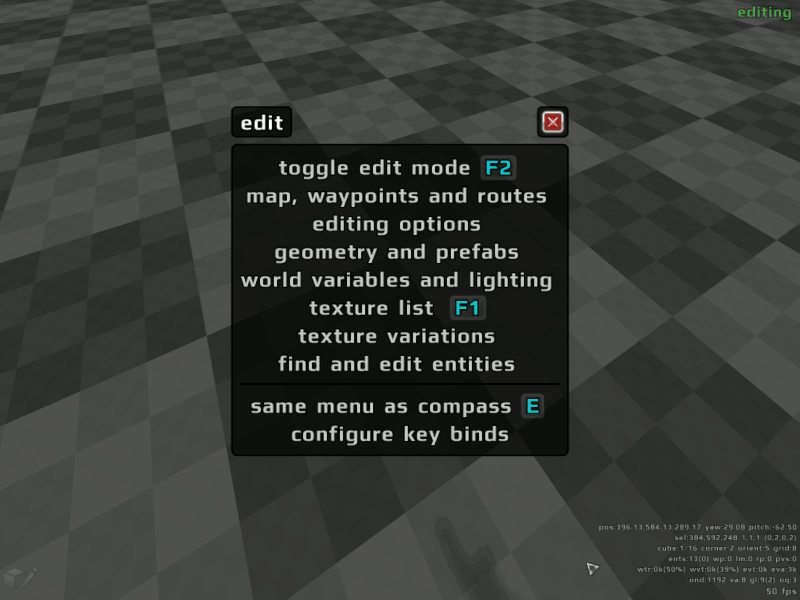 editing
edit
toggle edit mode F2
map, waypoints and routes
editing options
geometry and prefabs
world variables and lighting
texture list F1
texture variations
find and edit entities
same menu as compass E
configure key binds
pos:396.13,584.13,289.17 yaw:29.08 pitch:-62.50
sel:384,592,248 1,1,1 (0,2,0,2)
cube:1/16 corner:2 orient:5 grid:8
ents:13(0) wp:0 lm:0 rp:0 pvs:0
wtr:0k(50%) wvt:0k(39%) evt:0k eva:3k
ond:1192 va:8 gl:9(2) oq:3
50 fps